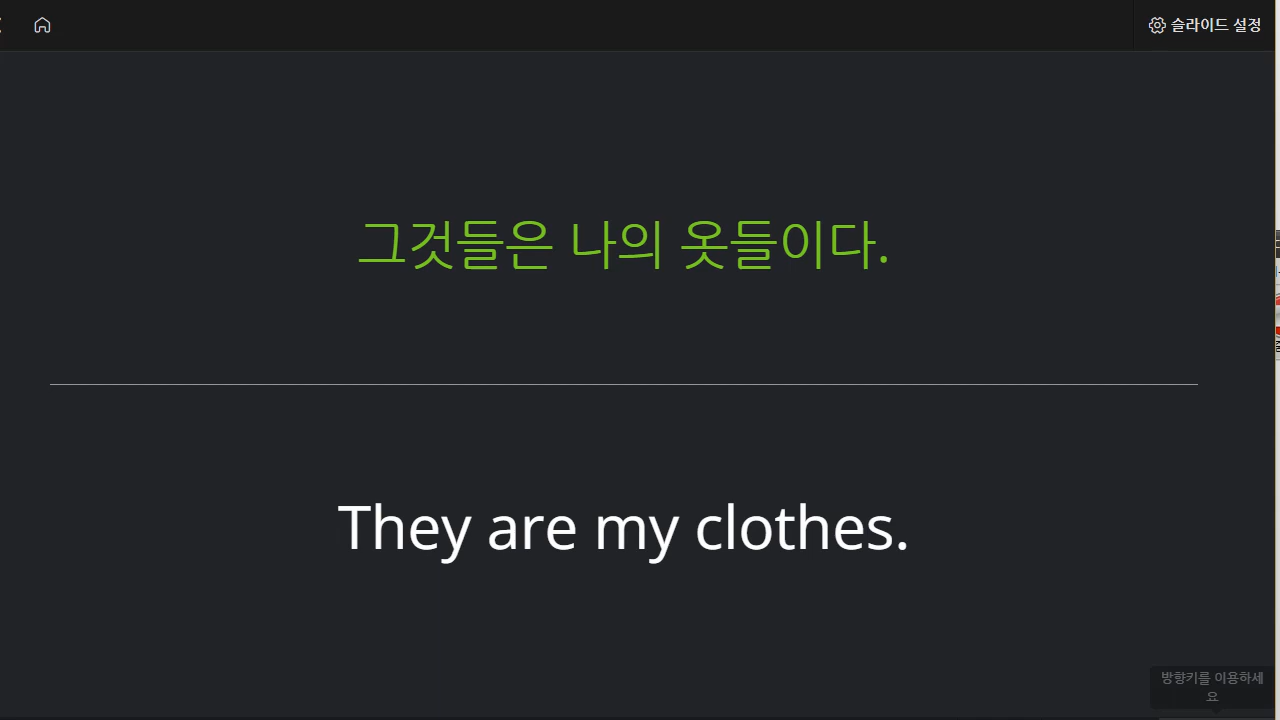 슬라이드 설정
그것들은 나의 옷들이다.
They are my clothes.
방향키를 이용하세
요